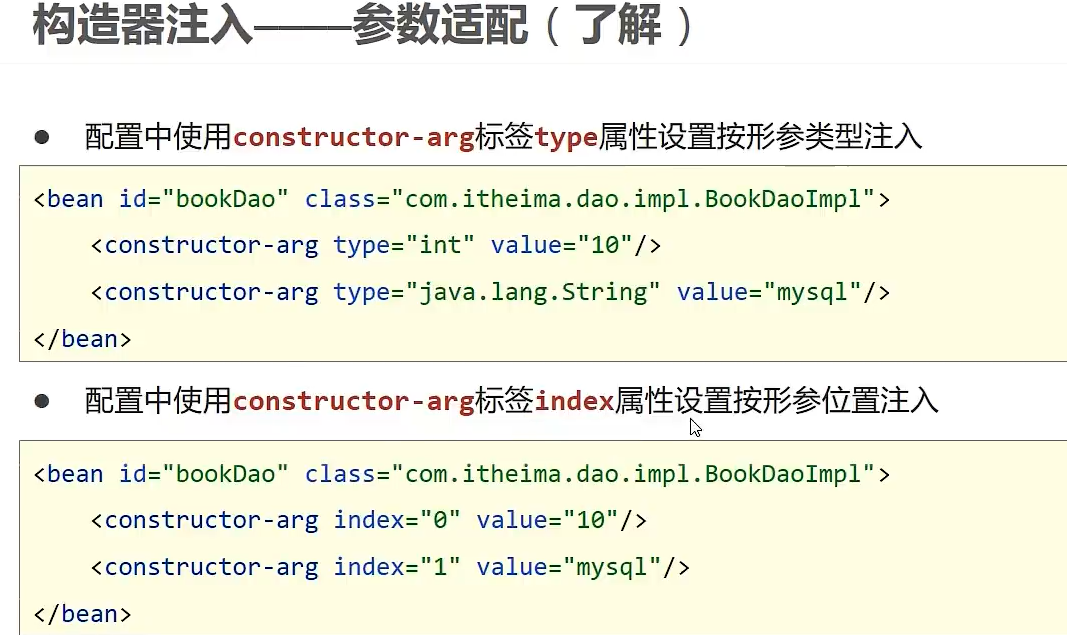 构造器注入——参数适配（了解）
● 配置中使用constructor-arg标签type属性设置按形参类型注入
<bean id="bookDao" class="com.itheima.dao.impl.BookDaoImpl">
    <constructor-arg type="int" value="10"/>
    <constructor-arg type="java.lang.String" value="mysql"/>
</bean>
● 配置中使用constructor-arg标签index属性设置按形参位置注入
<bean id="bookDao" class="com.itheima.dao.impl.BookDaoImpl">
    <constructor-arg index="0" value="10"/>
    <constructor-arg index="1" value="mysql"/>
</bean>